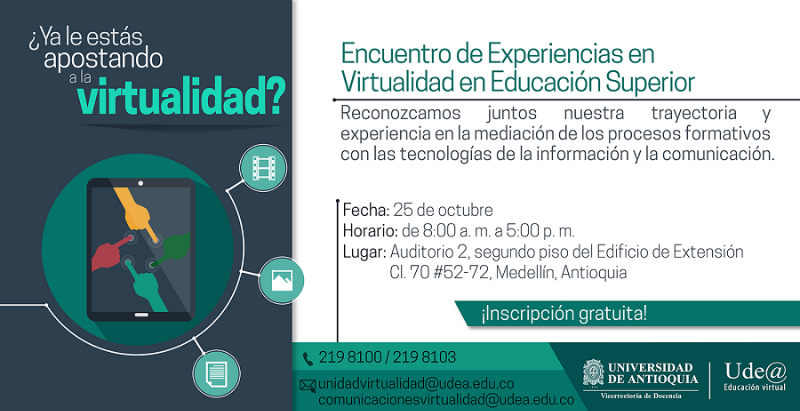 ¿Ya le estás
apostando
a la
virtualidad?
Encuentro de Experiencias en
Virtualidad en Educación Superior
Reconozcamos juntos nuestra trayectoria y
experiencia en la mediación de los procesos formativos
con las tecnologías de la información y la comunicación.
Fecha: 25 de octubre
Horario: de 8:00 a. m. a 5:00 p. m.
Lugar: Auditorio 2, segundo piso del Edificio de Extensión
Cl. 70 #52-72, Medellín, Antioquia
¡Inscripción gratuita!
219 8100 / 219 8103
unidadvirtualidad@udea.edu.co
comunicacionesvirtualidad@udea.edu.co
UNIVERSIDAD
DE ANTIOQUIA
Vicerrectoría de Docencia
Ude@
Educación virtual